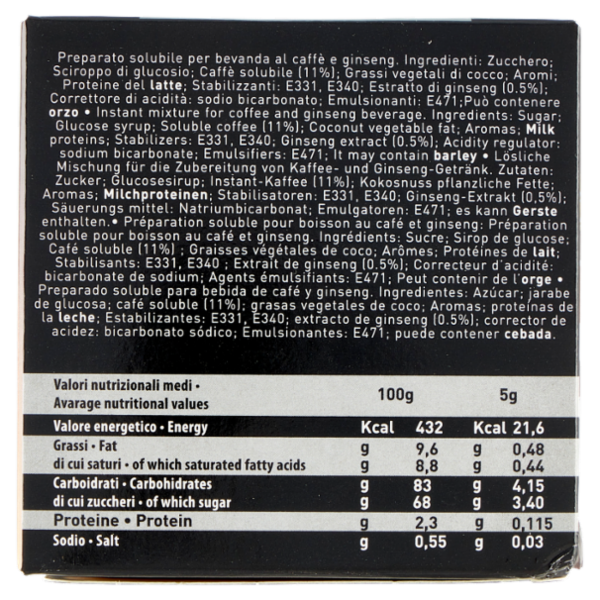 Preparato solubile per bevanda al caffè e ginseng. Ingredienti: Zucchero;
Sciroppo di glucosio; Caffè solubile (11%); Grassi vegetali di cocco; Aromi;
Proteine del latte; Stabilizzanti: E331, E340; Estratto di ginseng (0.5%);
Correttore di acidità: sodio bicarbonato; Emulsionanti: E471;Può contenere
orzo • Instant mixture for coffee and ginseng beverage. Ingredients: Sugar;
Glucose syrup; Soluble coffee (11%); Coconut vegetable fat; Aromas; Milk
proteins; Stabilizers: E331, E340; Ginseng extract (0.5%); Acidity regulator:
sodium bicarbonate; Emulsifiers: E471; It may contain barley • Lösliche
Mischung für die Zubereitung von Kaffee- und Ginseng-Getränk. Zutaten:
Zucker; Glucosesirup; Instant-Kaffee (11%); Kokosnuss pflanzliche Fette;
Aromas; Milchproteinen; Stabilisatoren: E331, E340; Ginseng-Extrakt (0,5%);
Säuerungs mittel: Natriumbicarbonat; Emulgatoren: E471; es kann Gerste
enthalten.• Préparation soluble pour boisson au café et ginseng: Préparation
soluble pour boisson au café et ginseng. Ingrédients: Sucre; Sirop de glucose;
Café soluble (11%) ; Graisses végétales de coco; Arômes; Protéines de lait;
Stabilisants: E331, E340 ; Extrait de ginseng (0,5%); Correcteur d'acidité:
bicarbonate de sodium; Agents émulsifiants: E471; Peut contenir de l'orge •
Preparado soluble para bebida de café y ginseng. Ingredientes: Azúcar; jarabe
de glucosa; café soluble (11%); grasas vegetales de coco; Aromas; proteínas de
la leche; Estabilizantes: E331, E340; extracto de ginseng (0.5%); corrector de
acidez: bicarbonato sódico; Emulsionantes: E471; puede contener cebada.
Valori nutrizionali medi •
Avarage nutritional values 100g 5g
Valore energetico • Energy Kcal 432 Kcal 21,6
Grassi • Fat g 9,6 g 0,48
di cui saturi • of which saturated fatty acids g 8,8 g 0,44
Carboidrati • Carbohidrates g 83 g 4,15
di cui zuccheri • of which sugar g 68 g 3,40
Proteine • Protein g 2,3 g 0,115
Sodio • Salt g 0,55 g 0,03